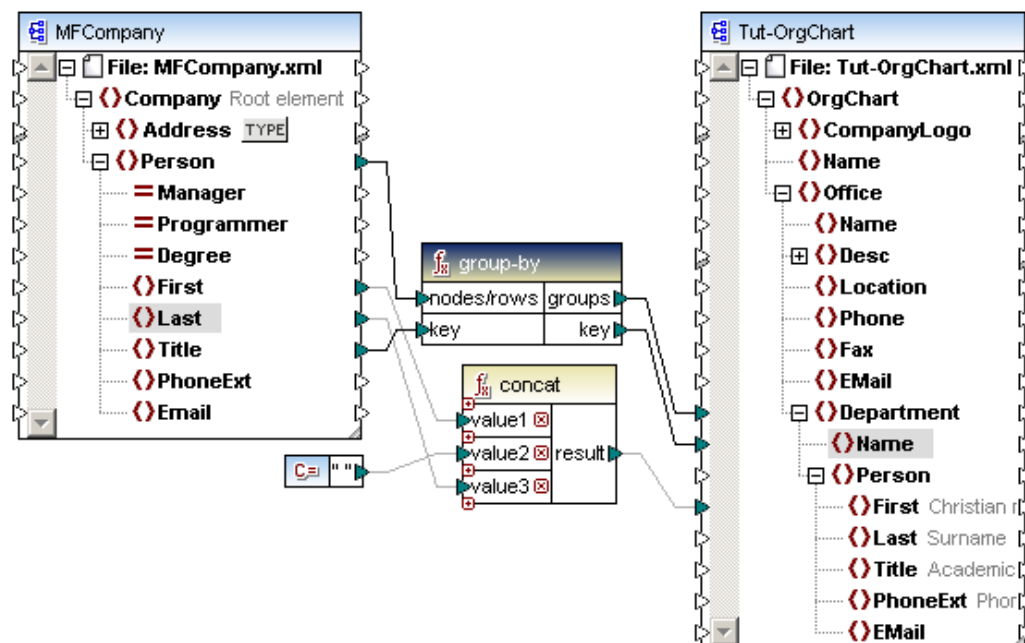 MFCompany
File: MFCompany.xml
Company Root element
Address TYPE
Person
Manager
Programmer
Degree
First
Last
Title
PhoneExt
Email
group-by
nodes/rows groups
key key
concat
value1
value2 result
value3
C= " "
Tut-OrgChart
File: Tut-OrgChart.xml
OrgChart
CompanyLogo
Name
Office
Name
Desc
Location
Phone
Fax
EMail
Department
Name
Person
First Christian
Last Surname
Title Academic
PhoneExt
EMail